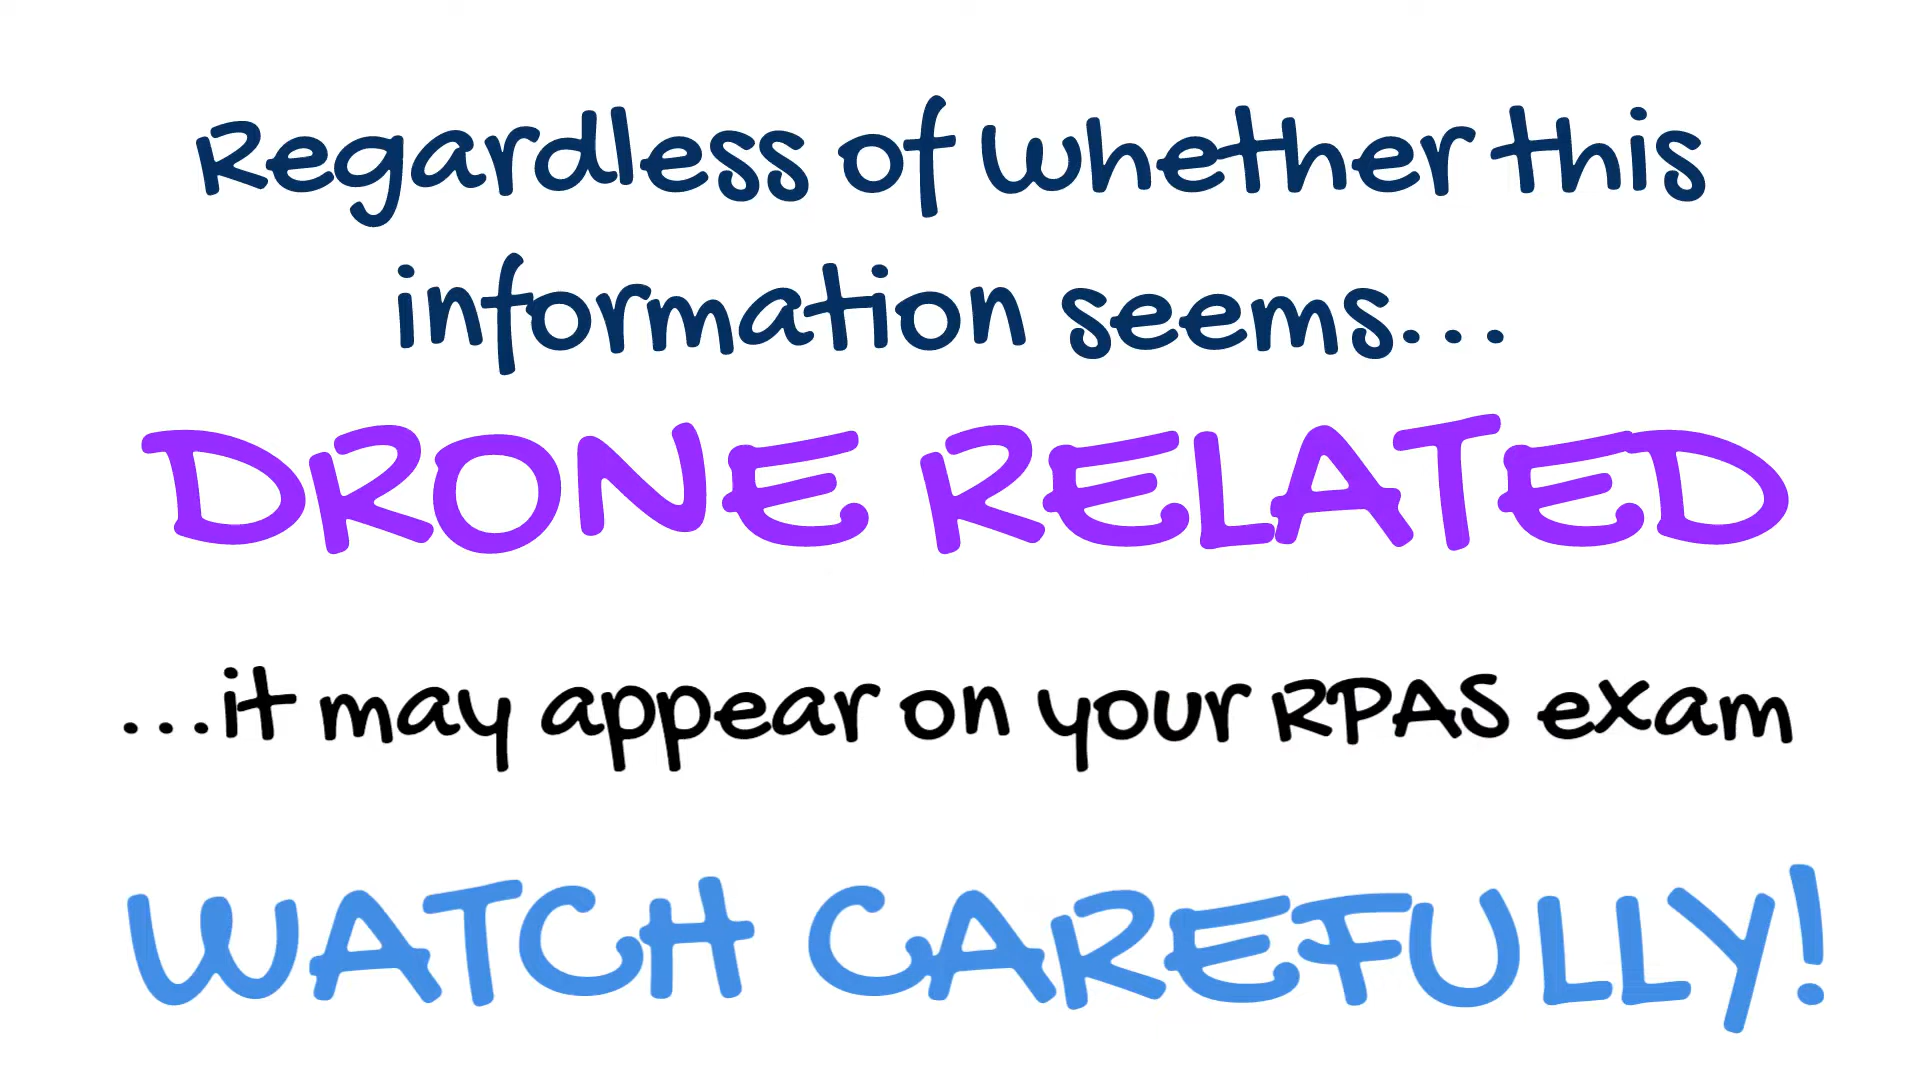 Regardless of whether this
information seems...
DRONE RELATED
...it may appear on your RPAS exam
WATCH CAREFULLY!